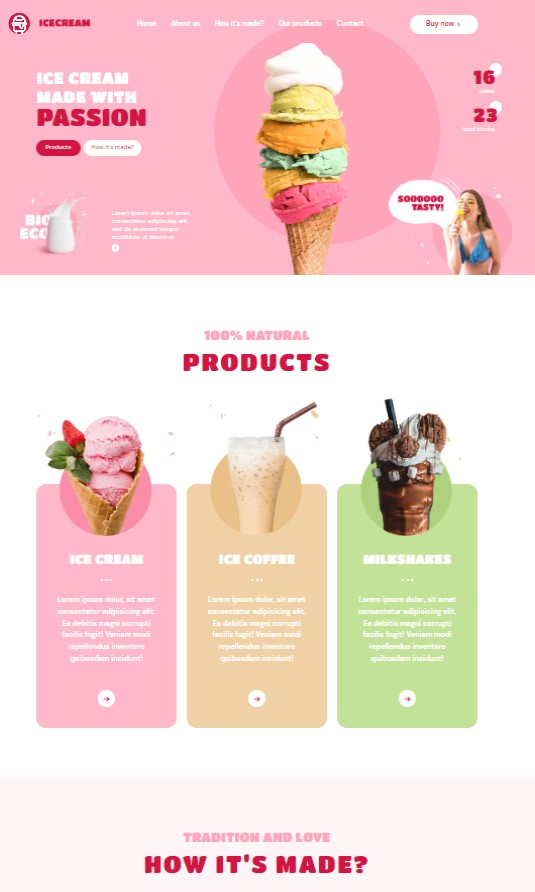 ICECREAM
Home About us How it's made? Our products Contact
Buy now ›
ICE CREAM
MADE WITH
PASSION
Products How it's made?
16
cafes
23
food trucks
SOOOOOO
TASTY!
BIO
ECO
Lorem ipsum dolor sit amet,
consectetur adipisicing elit,
sed do eiusmod tempor
incididunt ut labore et
100% NATURAL
PRODUCTS
ICE CREAM
Lorem ipsum dolor, sit amet
consectetur adipisicing elit.
Ea debitis magni corrupti
facilis fugit! Veniam modi
repellendus inventore
quibusdam incidunt!
ICE COFFEE
Lorem ipsum dolor, sit amet
consectetur adipisicing elit.
Ea debitis magni corrupti
facilis fugit! Veniam modi
repellendus inventore
quibusdam incidunt!
MILKSHAKES
Lorem ipsum dolor, sit amet
consectetur adipisicing elit.
Ea debitis magni corrupti
facilis fugit! Veniam modi
repellendus inventore
quibusdam incidunt!
TRADITION AND LOVE
HOW IT'S MADE?